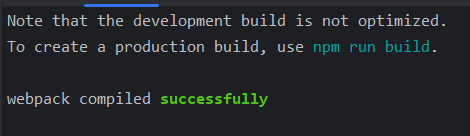 Note that the development build is not optimized.
To create a production build, use npm run build.
webpack compiled successfully